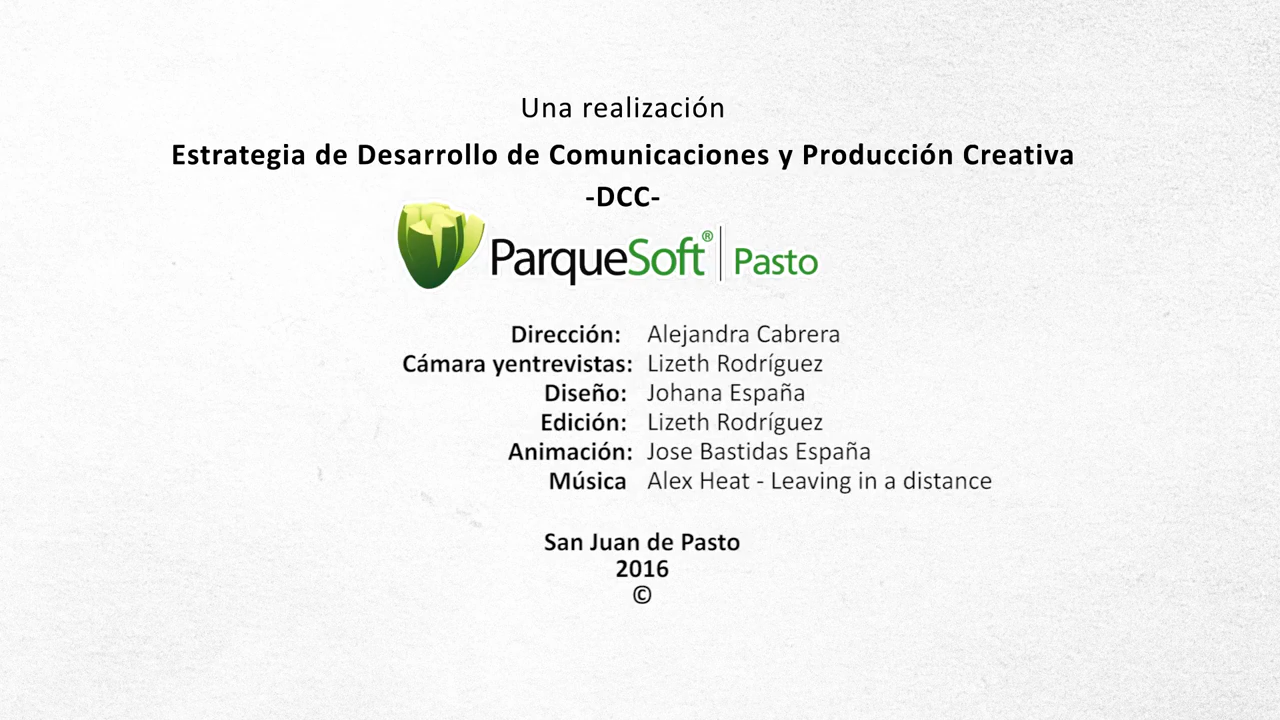 Una realización
Estrategia de Desarrollo de Comunicaciones y Producción Creativa
-DCC-
ParqueSoft® | Pasto
Dirección: Alejandra Cabrera
Cámara yentrevistas: Lizeth Rodríguez
Diseño: Johana España
Edición: Lizeth Rodríguez
Animación: Jose Bastidas España
Música Alex Heat - Leaving in a distance
San Juan de Pasto
2016
©